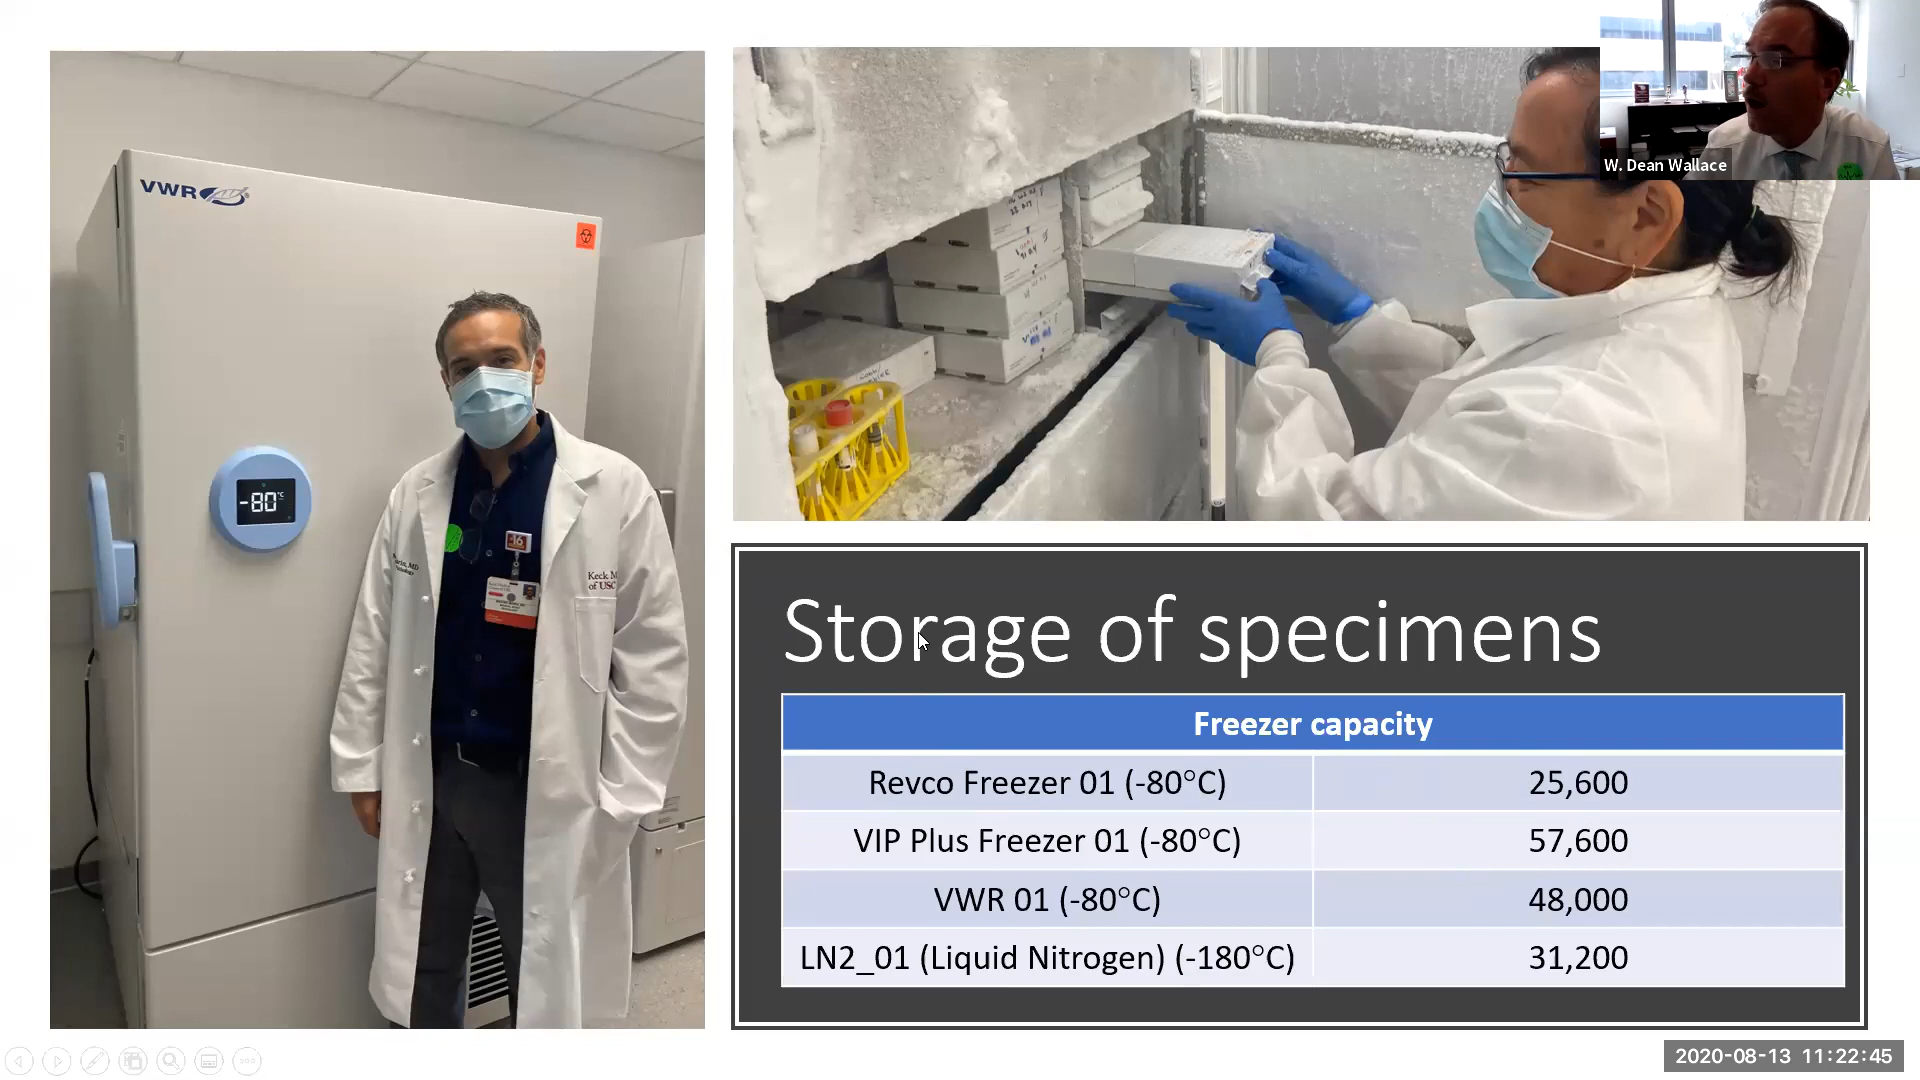 VWR
-80°C
16
Keck M
of USC
W. Dean Wallace
Storage of specimens
Freezer capacity
Revco Freezer 01 (-80°C) 25,600
VIP Plus Freezer 01 (-80°C) 57,600
VWR 01 (-80°C) 48,000
LN2_01 (Liquid Nitrogen) (-180°C) 31,200
2020-08-13 11:22:45